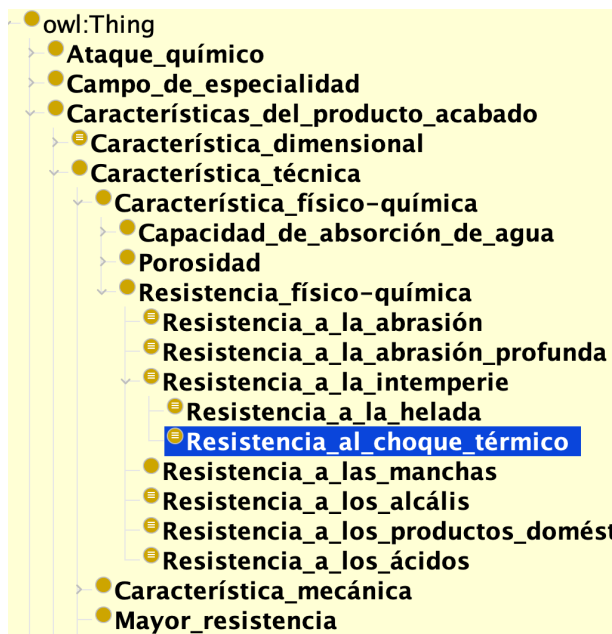 owl:Thing
Ataque_químico
Campo_de_especialidad
Características_del_producto_acabado
Característica_dimensional
Característica_técnica
Característica_físico-química
Capacidad_de_absorción_de_agua
Porosidad
Resistencia_físico-química
Resistencia_a_la_abrasión
Resistencia_a_la_abrasión_profunda
Resistencia_a_la_intemperie
Resistencia_a_la_helada
Resistencia_al_choque_térmico
Resistencia_a_las_manchas
Resistencia_a_los_alcális
Resistencia_a_los_productos_domést
Resistencia_a_los_ácidos
Característica_mecánica
Mayor_resistencia